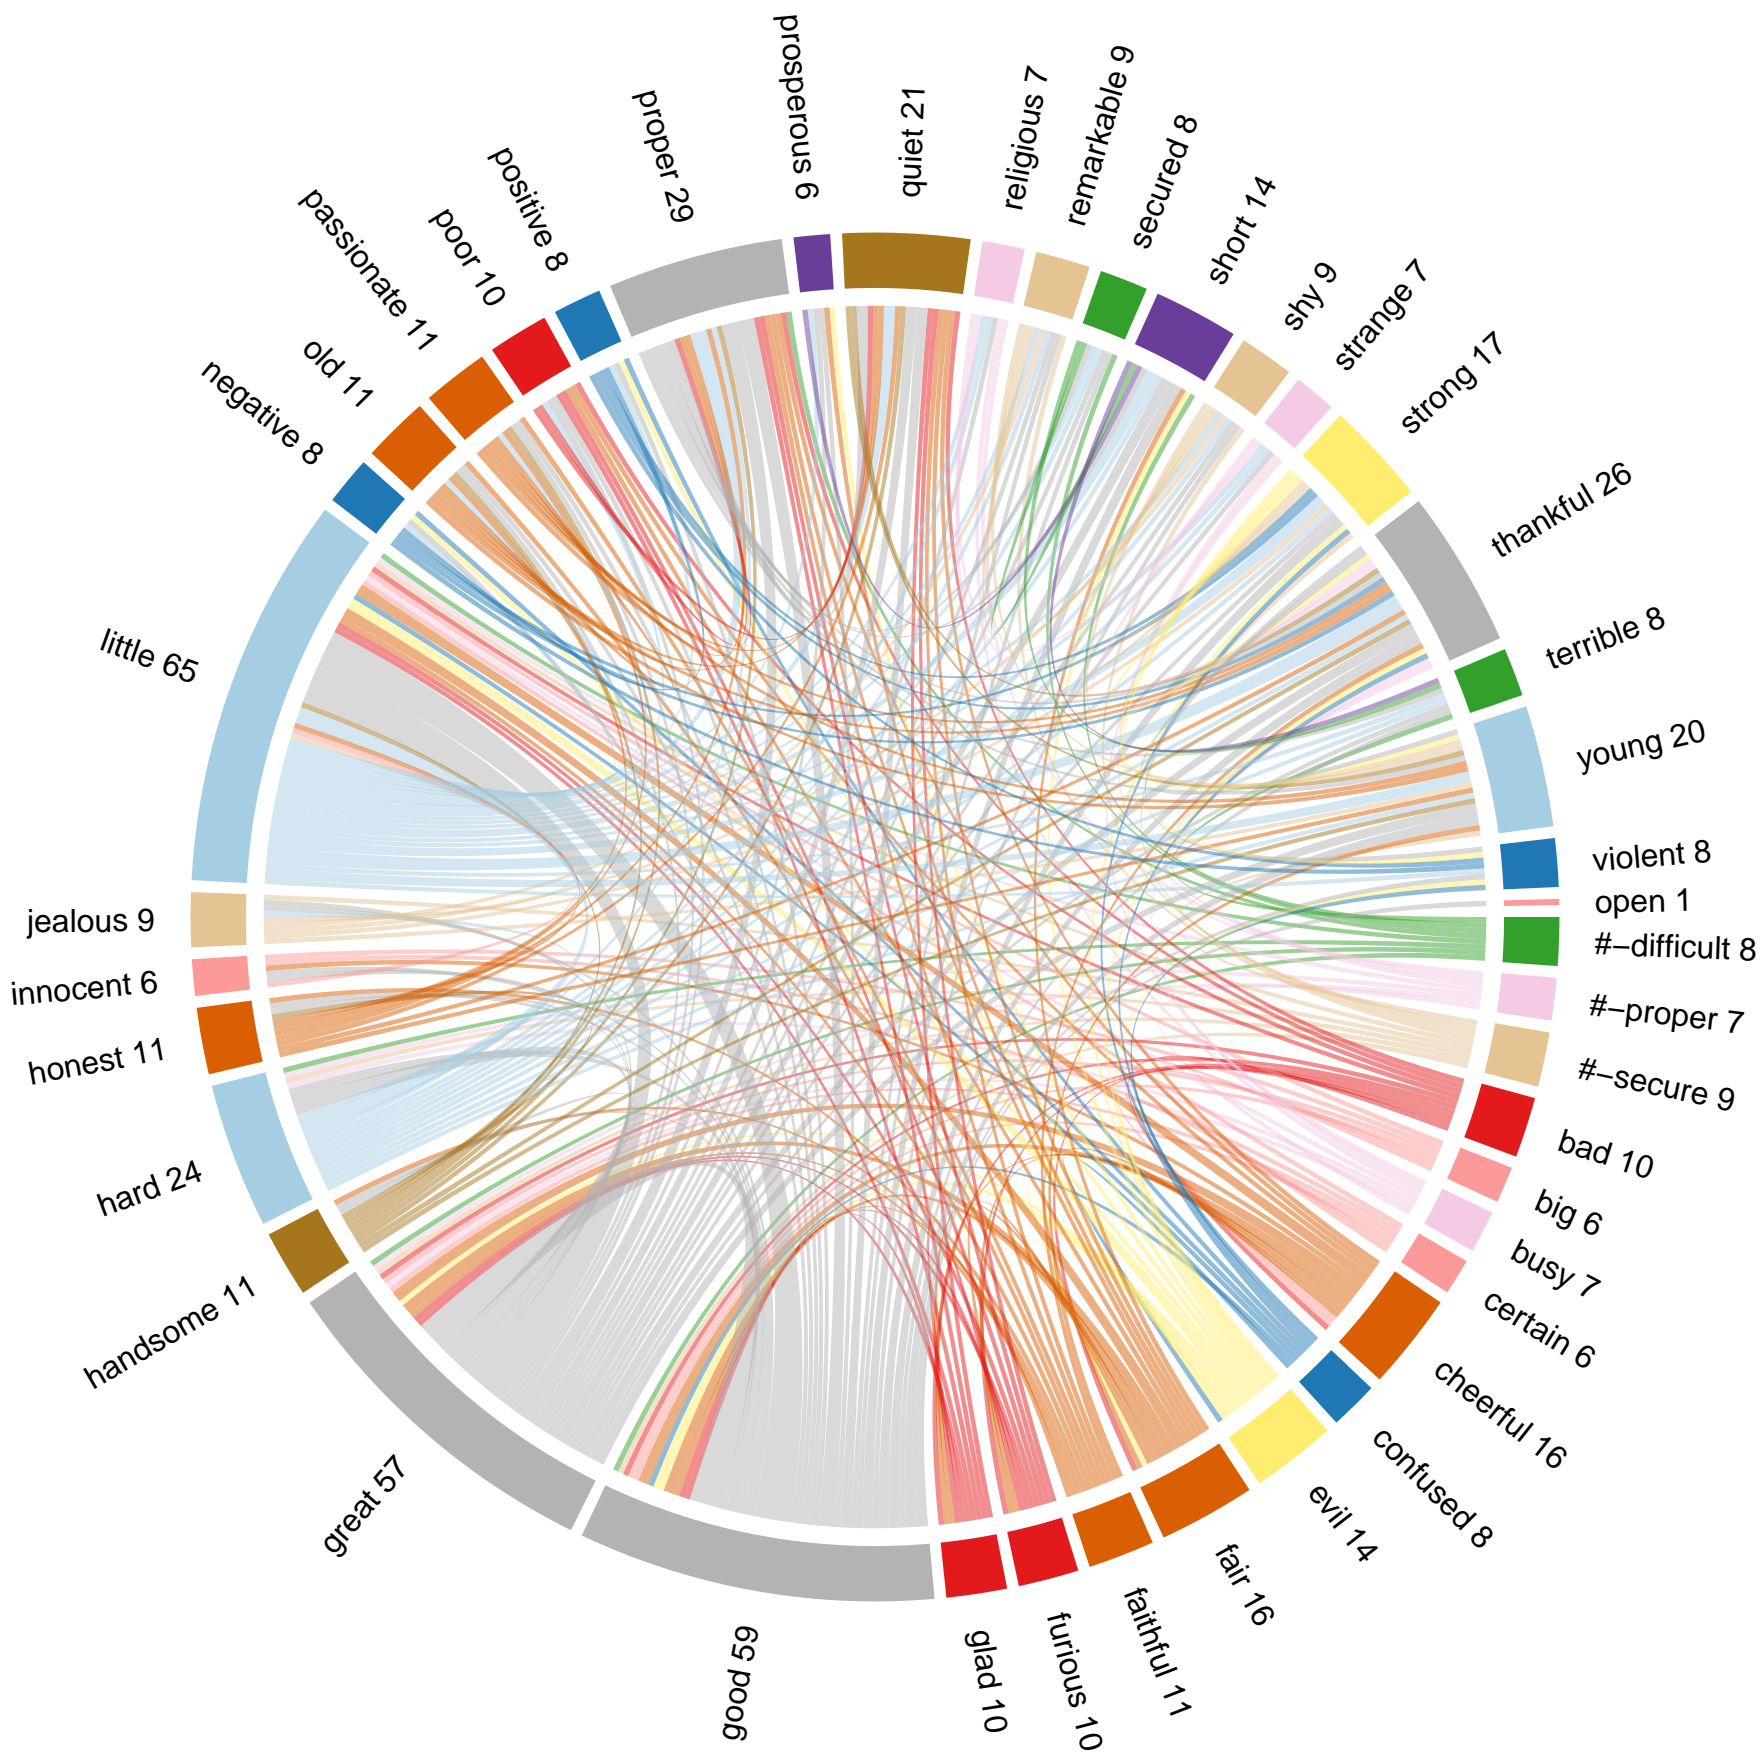 prosperous 6
quiet 21
religious 7
remarkable 9
secured 8
short 14
shy 9
strange 7
strong 17
thankful 26
terrible 8
young 20
violent 8
open 1
#−difficult 8
#−proper 7
#−secure 9
bad 10
big 6
busy 7
certain 6
cheerful 16
confused 8
evil 14
fair 16
faithful 11
furious 10
glad 10
good 59
great 57
handsome 11
hard 24
honest 11
innocent 6
jealous 9
little 65
negative 8
old 11
passionate 11
poor 10
positive 8
proper 29